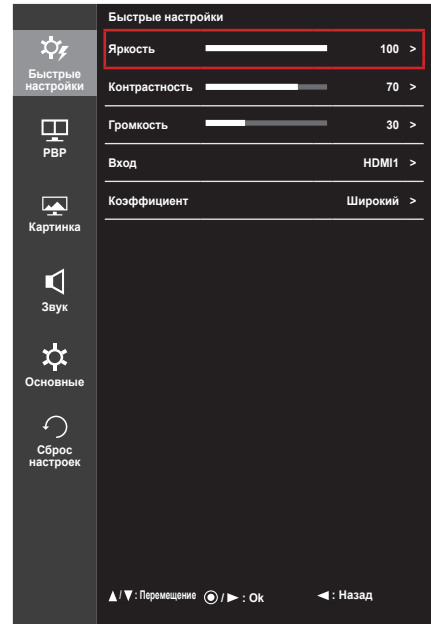 Быстрые настройки
Быстрые
настройки
PBP
Картинка
Звук
Основные
Сброс
настроек
Яркость 100 >
Контрастность 70 >
Громкость 30 >
Вход HDMI1 >
Коэффициент Широкий >
▲/▼: Перемещение ◉/► : Ok ◄: Назад